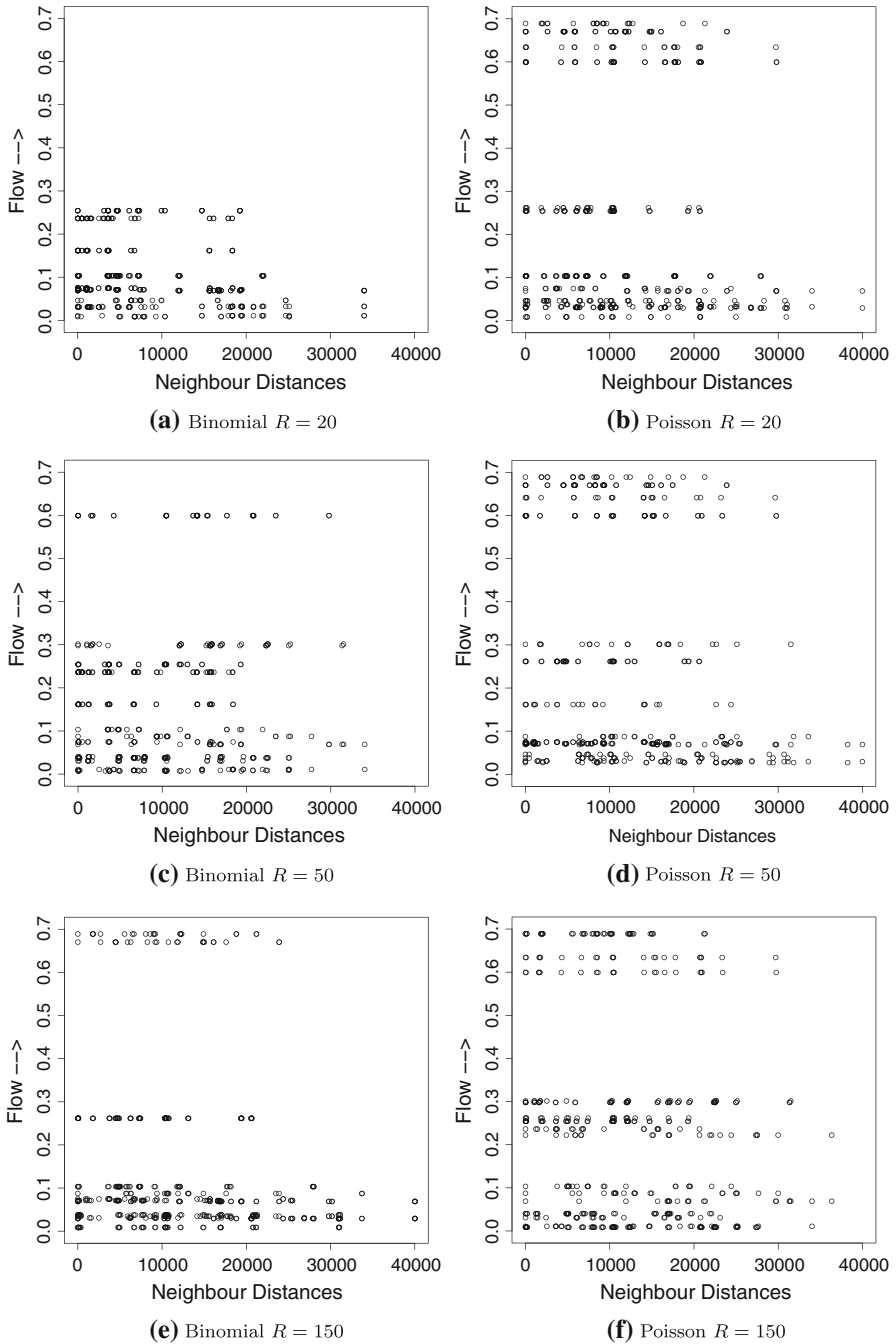 0.0 0.1 0.2 0.3 0.4 0.5 0.6 0.7
Flow −−>
0 10000 20000 30000 40000
Neighbour Distances
(a) Binomial R = 20
0.0 0.1 0.2 0.3 0.4 0.5 0.6 0.7
Flow −−>
0 10000 20000 30000 40000
Neighbour Distances
(b) Poisson R = 20
0.0 0.1 0.2 0.3 0.4 0.5 0.6 0.7
Flow −−>
0 10000 20000 30000 40000
Neighbour Distances
(c) Binomial R = 50
0.0 0.1 0.2 0.3 0.4 0.5 0.6 0.7
Flow −−>
0 10000 20000 30000 40000
Neighbour Distances
(d) Poisson R = 50
0.0 0.1 0.2 0.3 0.4 0.5 0.6 0.7
Flow −−>
0 10000 20000 30000 40000
Neighbour Distances
(e) Binomial R = 150
0.0 0.1 0.2 0.3 0.4 0.5 0.6 0.7
Flow −−>
0 10000 20000 30000 40000
Neighbour Distances
(f) Poisson R = 150